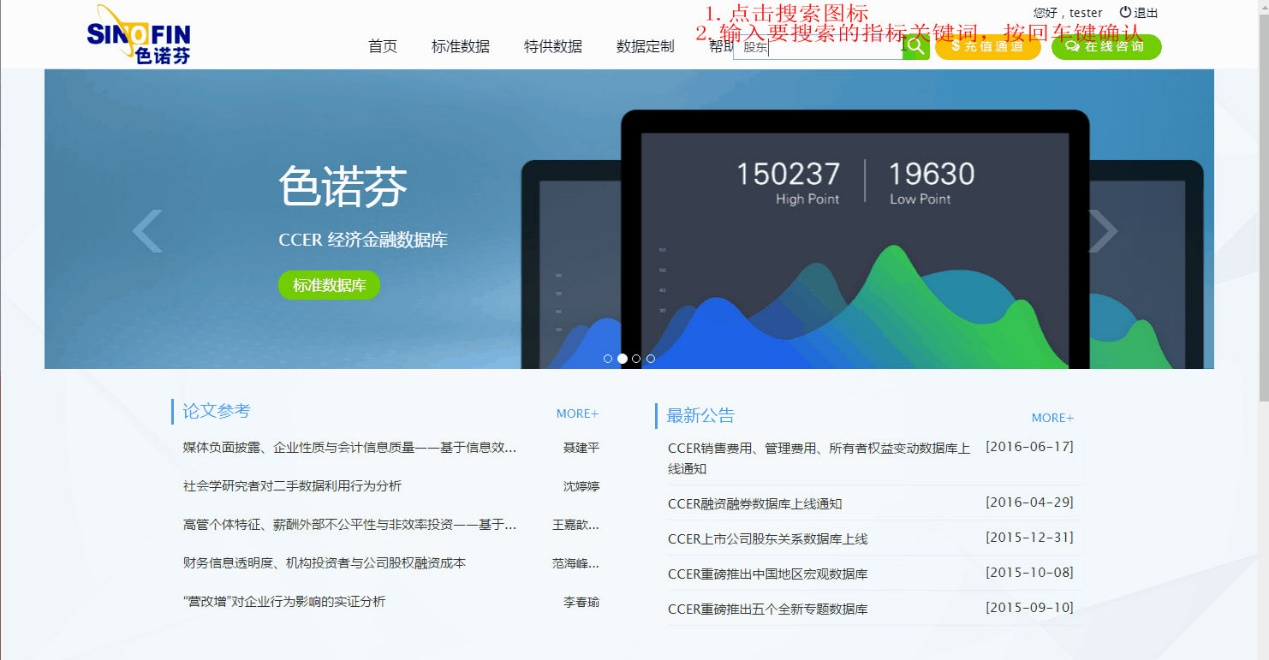 1. 点击搜索图标
您好，tester 退出
2. 输入要搜索的指标关键词，按回车键确认
SINOFIN
色诺芬
首页 标准数据 特供数据 数据定制 帮助 股东 $ 充值通道 在线咨询
色诺芬
CCER 经济金融数据库
标准数据库
150237 19630
High Point Low Point
论文参考 MORE+
媒体负面披露、企业性质与会计信息质量——基于信息效... 聂建平
社会学研究者对二手数据利用行为分析 沈婷婷
高管个体特征、薪酬外部不公平性与非效率投资——基于... 王嘉歆...
财务信息透明度、机构投资者与公司股权融资成本 范海峰...
“营改增”对企业行为影响的实证分析 李春瑜
最新公告 MORE+
CCER销售费用、管理费用、所有者权益变动数据库上 [2016-06-17]
线通知
CCER融资融券数据库上线通知 [2016-04-29]
CCER上市公司股东关系数据库上线 [2015-12-31]
CCER重磅推出中国地区宏观数据库 [2015-10-08]
CCER重磅推出五个全新专题数据库 [2015-09-10]